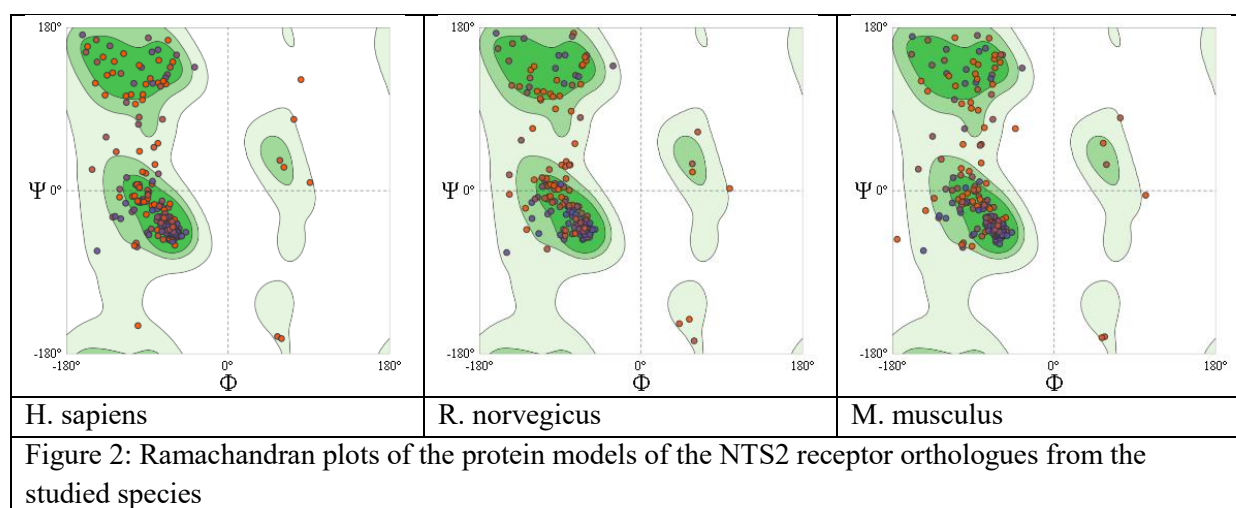 180°
Ψ 0°
-180°
-180° 0° 180°
Φ
180°
Ψ 0°
-180°
-180° 0° 180°
Φ
180°
Ψ 0°
-180°
-180° 0° 180°
Φ
H. sapiens
R. norvegicus
M. musculus
Figure 2: Ramachandran plots of the protein models of the NTS2 receptor orthologues from the
studied species